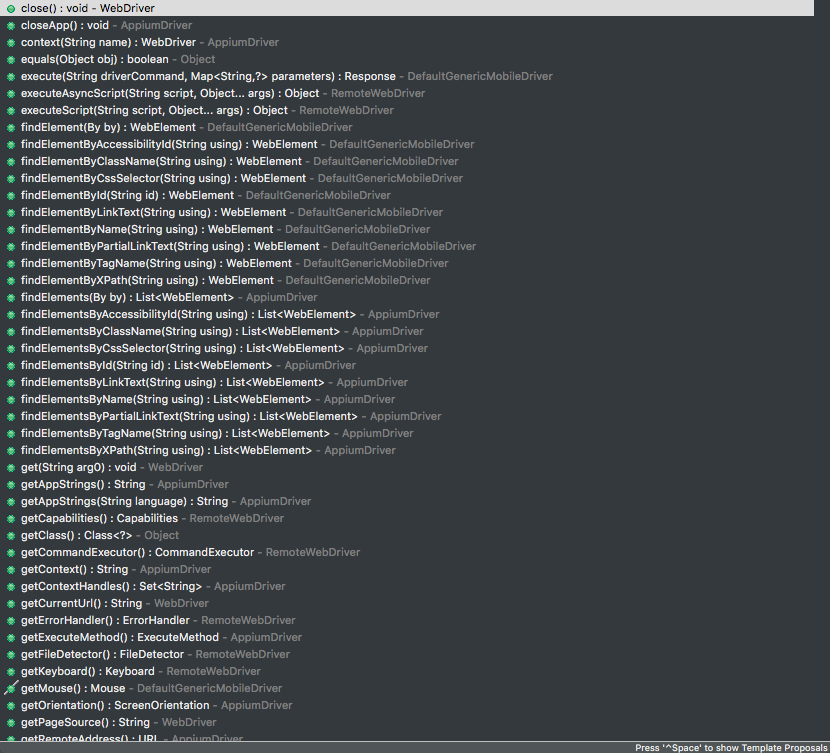 close() : void - WebDriver
closeApp() : void - AppiumDriver
context(String name) : WebDriver - AppiumDriver
equals(Object obj) : boolean - Object
execute(String driverCommand, Map<String,?> parameters) : Response - DefaultGenericMobileDriver
executeAsyncScript(String script, Object... args) : Object - RemoteWebDriver
executeScript(String script, Object... args) : Object - RemoteWebDriver
findElement(By by) : WebElement - DefaultGenericMobileDriver
findElementByAccessibilityId(String using) : WebElement - DefaultGenericMobileDriver
findElementByClassName(String using) : WebElement - DefaultGenericMobileDriver
findElementByCssSelector(String using) : WebElement - DefaultGenericMobileDriver
findElementById(String id) : WebElement - DefaultGenericMobileDriver
findElementByLinkText(String using) : WebElement - DefaultGenericMobileDriver
findElementByName(String using) : WebElement - DefaultGenericMobileDriver
findElementByPartialLinkText(String using) : WebElement - DefaultGenericMobileDriver
findElementByTagName(String using) : WebElement - DefaultGenericMobileDriver
findElementByXPath(String using) : WebElement - DefaultGenericMobileDriver
findElements(By by) : List<WebElement> - AppiumDriver
findElementsByAccessibilityId(String using) : List<WebElement> - AppiumDriver
findElementsByClassName(String using) : List<WebElement> - AppiumDriver
findElementsByCssSelector(String using) : List<WebElement> - AppiumDriver
findElementsById(String id) : List<WebElement> - AppiumDriver
findElementsByLinkText(String using) : List<WebElement> - AppiumDriver
findElementsByName(String using) : List<WebElement> - AppiumDriver
findElementsByPartialLinkText(String using) : List<WebElement> - AppiumDriver
findElementsByTagName(String using) : List<WebElement> - AppiumDriver
findElementsByXPath(String using) : List<WebElement> - AppiumDriver
get(String arg0) : void - WebDriver
getAppStrings() : String - AppiumDriver
getAppStrings(String language) : String - AppiumDriver
getCapabilities() : Capabilities - RemoteWebDriver
getClass() : Class<?> - Object
getCommandExecutor() : CommandExecutor - RemoteWebDriver
getContext() : String - AppiumDriver
getContextHandles() : Set<String> - AppiumDriver
getCurrentUrl() : String - WebDriver
getErrorHandler() : ErrorHandler - RemoteWebDriver
getExecuteMethod() : ExecuteMethod - AppiumDriver
getFileDetector() : FileDetector - RemoteWebDriver
getKeyboard() : Keyboard - RemoteWebDriver
getMouse() : Mouse - DefaultGenericMobileDriver
getOrientation() : ScreenOrientation - AppiumDriver
getPageSource() : String - WebDriver
getRemoteAddress() : URL - AppiumDriver
Press '^Space' to show Template Proposals